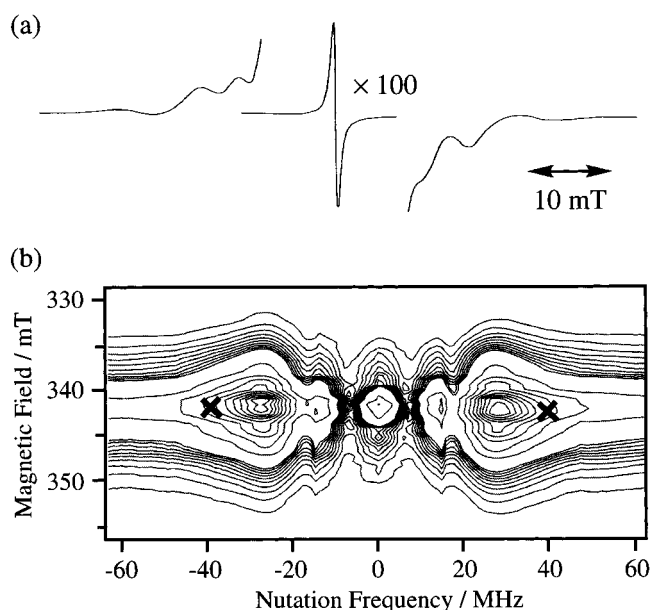 (a)
× 100
10 mT
(b)
Magnetic Field / mT
330
340
350
-60 -40 -20 0 20 40 60
Nutation Frequency / MHz